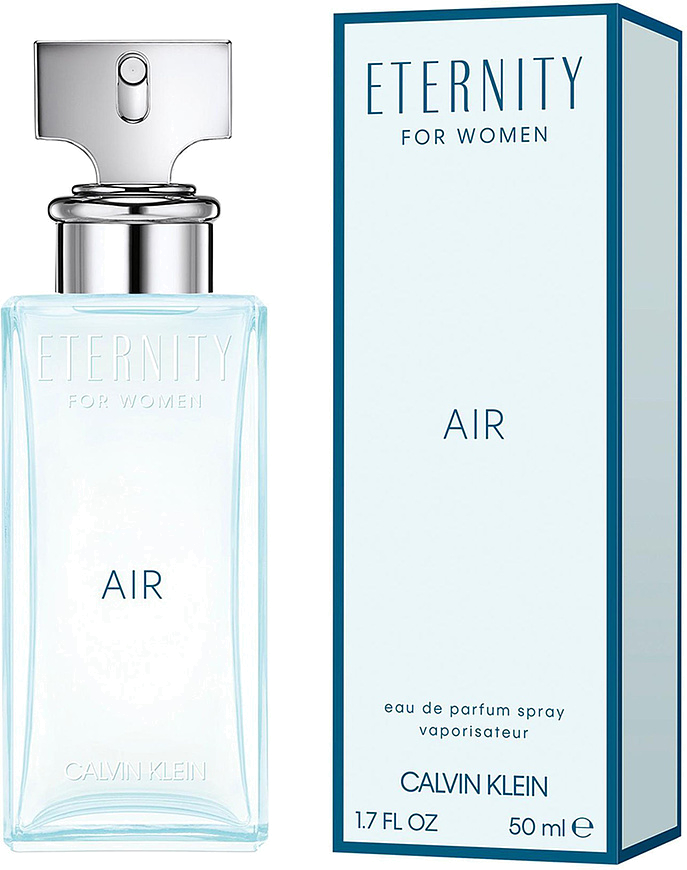 ETERNITY
FOR WOMEN
AIR
CALVIN KLEIN
ETERNITY
FOR WOMEN
AIR
eau de parfum spray
vaporisateur
CALVIN KLEIN
1.7 FL OZ 50 ml ℮